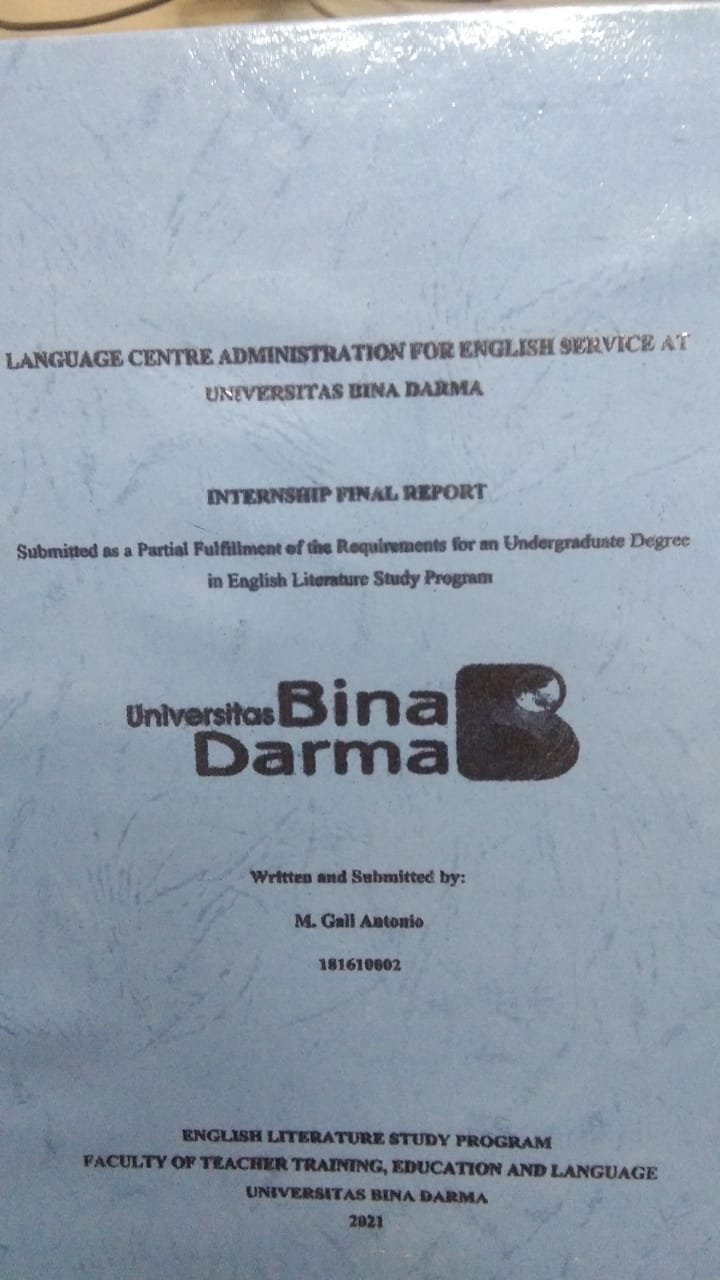 LANGUAGE CENTRE ADMINISTRATION FOR ENGLISH SERVICE AT
UNIVERSITAS BINA DARMA
INTERNSHIP FINAL REPORT
Submitted as a Partial Fulfillment of the Requirements for an Undergraduate Degree
in English Literature Study Program
Universitas Bina
Darma
Written and Submitted by:
M. Gali Antonio
181610002
ENGLISH LITERATURE STUDY PROGRAM
FACULTY OF TEACHER TRAINING, EDUCATION AND LANGUAGE
UNIVERSITAS BINA DARMA
2021